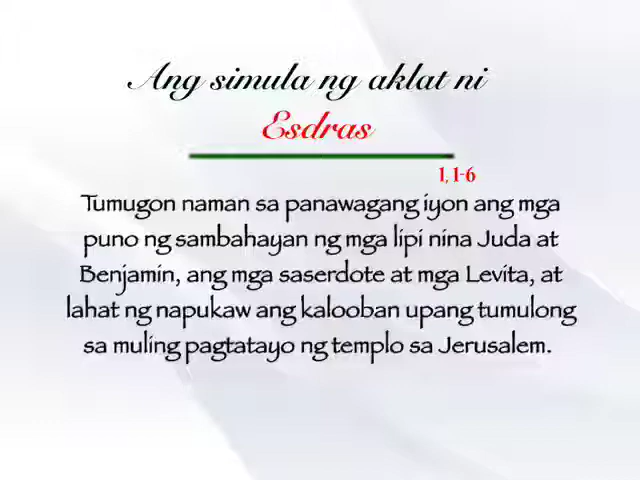 Ang simula ng aklat ni
Esdras
1, 1-6
Tumugon naman sa panawagang iyon ang mga
puno ng sambahayan ng mga lipi nina Juda at
Benjamin, ang mga saserdote at mga Levita, at
lahat ng napukaw ang kalooban upang tumulong
sa muling pagtatayo ng templo sa Jerusalem.